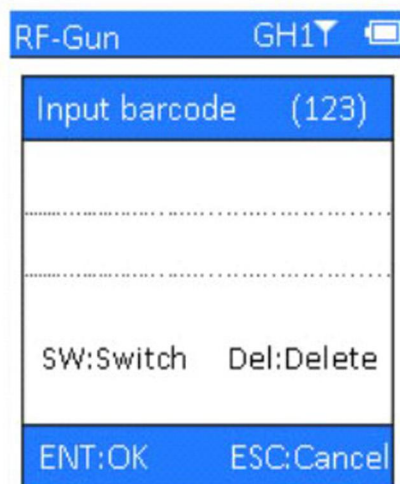 RF-Gun GH1
Input barcode (123)
SW:Switch Del:Delete
ENT:OK ESC:Cancel